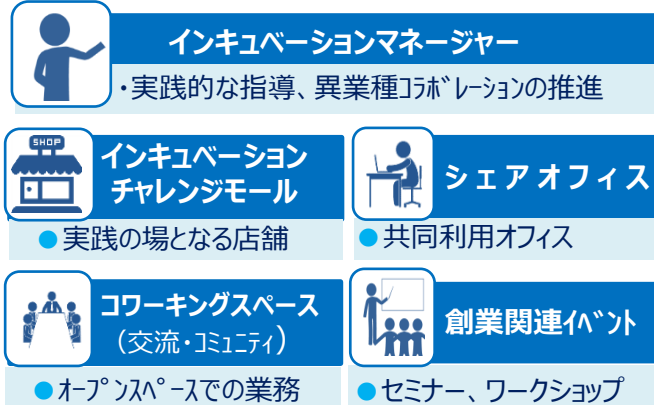 インキュベーションマネージャー
・実践的な指導、異業種ｺﾗﾎﾞﾚｰｼｮﾝの推進
SHOP
インキュベーション
チャレンジモール
●実践の場となる店舗
シェアオフィス
●共同利用オフィス
コワーキングスペース
（交流・ｺﾐｭﾆﾃｨ）
●ｵｰﾌﾟﾝｽﾍﾟｰｽでの業務
創業関連ｲﾍﾞﾝﾄ
●セミナー、ワークショップ